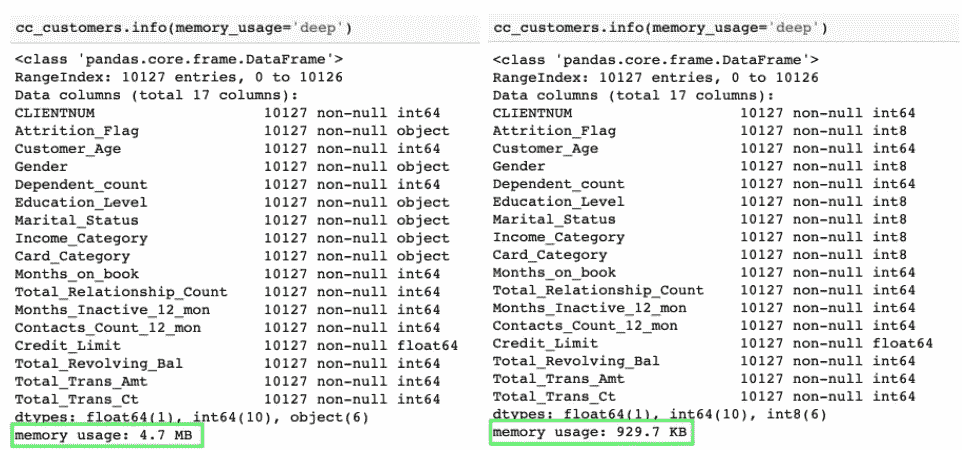 cc_customers.info(memory_usage='deep')
<class 'pandas.core.frame.DataFrame'>
RangeIndex: 10127 entries, 0 to 10126
Data columns (total 17 columns):
CLIENTNUM 10127 non-null int64
Attrition_Flag 10127 non-null object
Customer_Age 10127 non-null int64
Gender 10127 non-null object
Dependent_count 10127 non-null int64
Education_Level 10127 non-null object
Marital_Status 10127 non-null object
Income_Category 10127 non-null object
Card_Category 10127 non-null object
Months_on_book 10127 non-null int64
Total_Relationship_Count 10127 non-null int64
Months_Inactive_12_mon 10127 non-null int64
Contacts_Count_12_mon 10127 non-null int64
Credit_Limit 10127 non-null float64
Total_Revolving_Bal 10127 non-null int64
Total_Trans_Amt 10127 non-null int64
Total_Trans_Ct 10127 non-null int64
dtypes: float64(1), int64(10), object(6)
memory usage: 4.7 MB
cc_customers.info(memory_usage='deep')
<class 'pandas.core.frame.DataFrame'>
RangeIndex: 10127 entries, 0 to 10126
Data columns (total 17 columns):
CLIENTNUM 10127 non-null int64
Attrition_Flag 10127 non-null int8
Customer_Age 10127 non-null int64
Gender 10127 non-null int8
Dependent_count 10127 non-null int64
Education_Level 10127 non-null int8
Marital_Status 10127 non-null int8
Income_Category 10127 non-null int8
Card_Category 10127 non-null int8
Months_on_book 10127 non-null int64
Total_Relationship_Count 10127 non-null int64
Months_Inactive_12_mon 10127 non-null int64
Contacts_Count_12_mon 10127 non-null int64
Credit_Limit 10127 non-null float64
Total_Revolving_Bal 10127 non-null int64
Total_Trans_Amt 10127 non-null int64
Total_Trans_Ct 10127 non-null int64
dtypes: float64(1), int64(10), int8(6)
memory usage: 929.7 KB